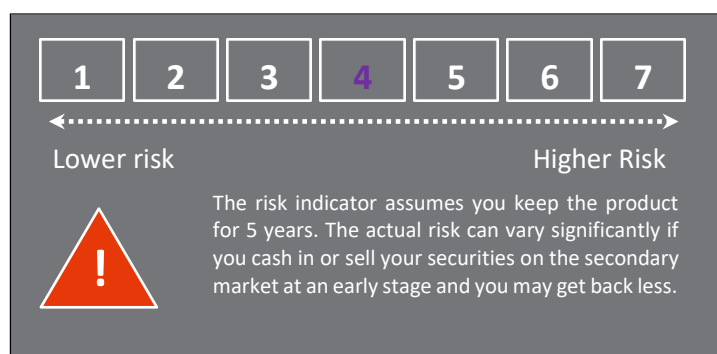 1 2 3 4 5 6 7
Lower risk Higher Risk
The risk indicator assumes you keep the product
for 5 years. The actual risk can vary significantly if
you cash in or sell your securities on the secondary
market at an early stage and you may get back less.
!